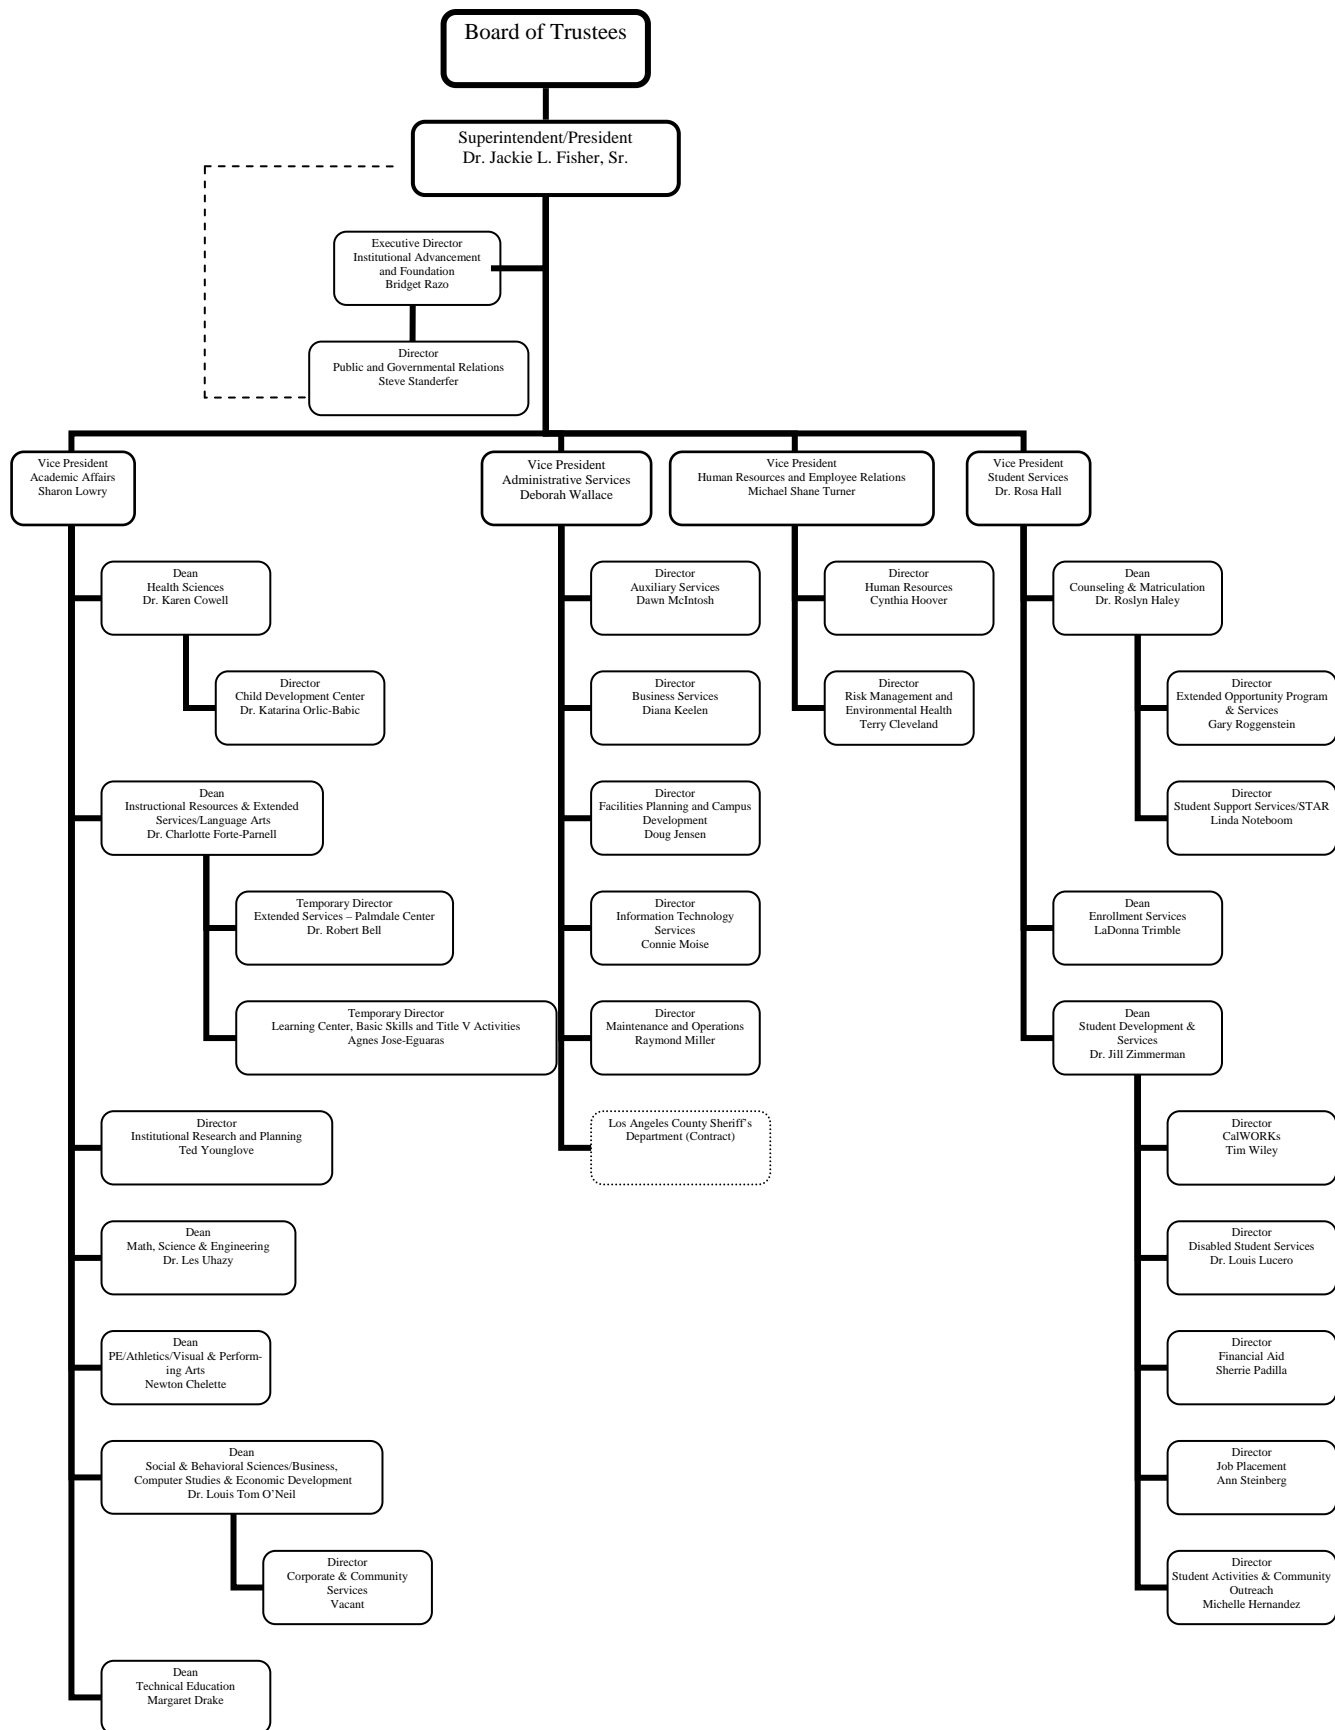 Board of Trustees
Superintendent/President
Dr. Jackie L. Fisher, Sr.
Executive Director
Institutional Advancement
and Foundation
Bridget Razo
Director
Public and Governmental Relations
Steve Standerfer
Vice President
Academic Affairs
Sharon Lowry
Dean
Health Sciences
Dr. Karen Cowell
Director
Child Development Center
Dr. Katarina Orlic-Babic
Dean
Instructional Resources & Extended
Services/Language Arts
Dr. Charlotte Forte-Parnell
Temporary Director
Extended Services – Palmdale Center
Dr. Robert Bell
Temporary Director
Learning Center, Basic Skills and Title V Activities
Agnes Jose-Eguaras
Director
Institutional Research and Planning
Ted Younglove
Dean
Math, Science & Engineering
Dr. Les Uhazy
Dean
PE/Athletics/Visual & Perform-
ing Arts
Newton Chelette
Dean
Social & Behavioral Sciences/Business,
Computer Studies & Economic Development
Dr. Louis Tom O’Neil
Director
Corporate & Community
Services
Vacant
Dean
Technical Education
Margaret Drake
Vice President
Administrative Services
Deborah Wallace
Director
Auxiliary Services
Dawn McIntosh
Director
Business Services
Diana Keelen
Director
Facilities Planning and Campus
Development
Doug Jensen
Director
Information Technology
Services
Connie Moise
Director
Maintenance and Operations
Raymond Miller
Los Angeles County Sheriff’s
Department (Contract)
Vice President
Human Resources and Employee Relations
Michael Shane Turner
Director
Human Resources
Cynthia Hoover
Director
Risk Management and
Environmental Health
Terry Cleveland
Vice President
Student Services
Dr. Rosa Hall
Dean
Counseling & Matriculation
Dr. Roslyn Haley
Director
Extended Opportunity Program
& Services
Gary Roggenstein
Director
Student Support Services/STAR
Linda Noteboom
Dean
Enrollment Services
LaDonna Trimble
Dean
Student Development &
Services
Dr. Jill Zimmerman
Director
CalWORKs
Tim Wiley
Director
Disabled Student Services
Dr. Louis Lucero
Director
Financial Aid
Sherrie Padilla
Director
Job Placement
Ann Steinberg
Director
Student Activities & Community
Outreach
Michelle Hernandez